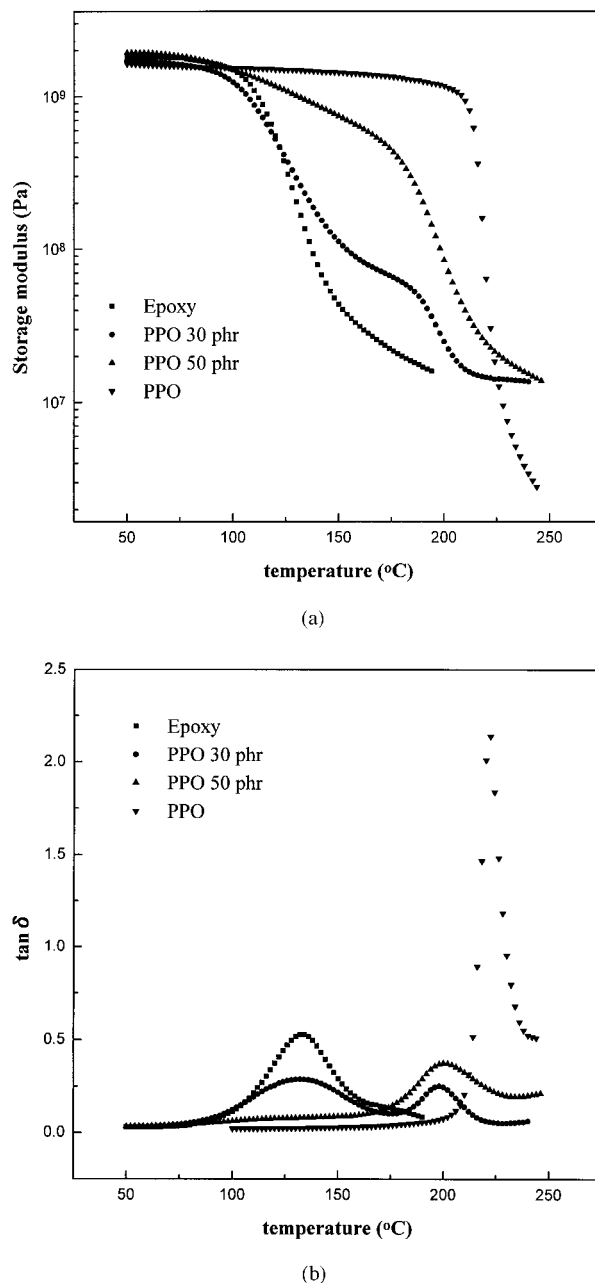 10⁹
10⁸
10⁷
Storage modulus (Pa)
Epoxy
PPO 30 phr
PPO 50 phr
PPO
50 100 150 200 250
temperature (ᵒC)
(a)
2.5
2.0
1.5
1.0
0.5
0.0
tan δ
Epoxy
PPO 30 phr
PPO 50 phr
PPO
50 100 150 200 250
temperature (ᵒC)
(b)